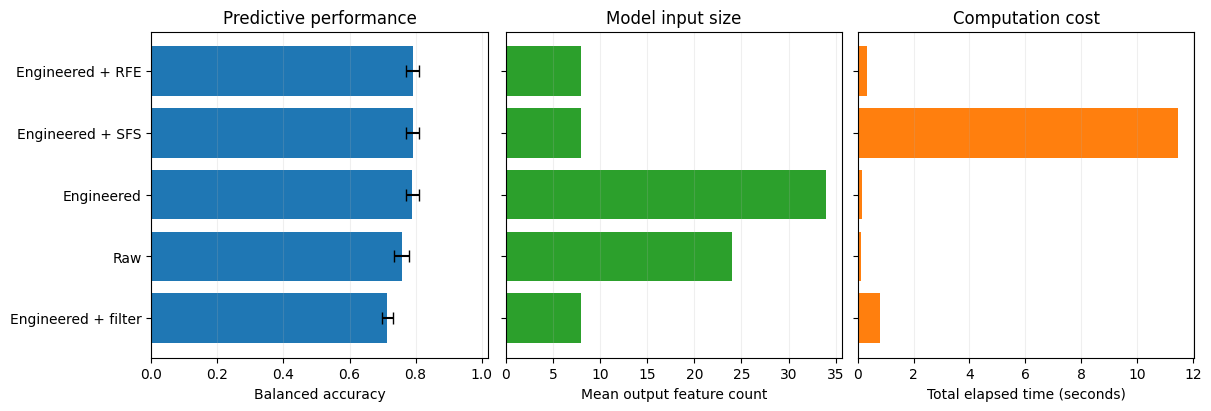 Predictive performance
Model input size
Computation cost
Engineered + RFE
Engineered + SFS
Engineered
Raw
Engineered + filter
0.0 0.2 0.4 0.6 0.8 1.0
0 5 10 15 20 25 30 35
0 2 4 6 8 10 12
Balanced accuracy
Mean output feature count
Total elapsed time (seconds)